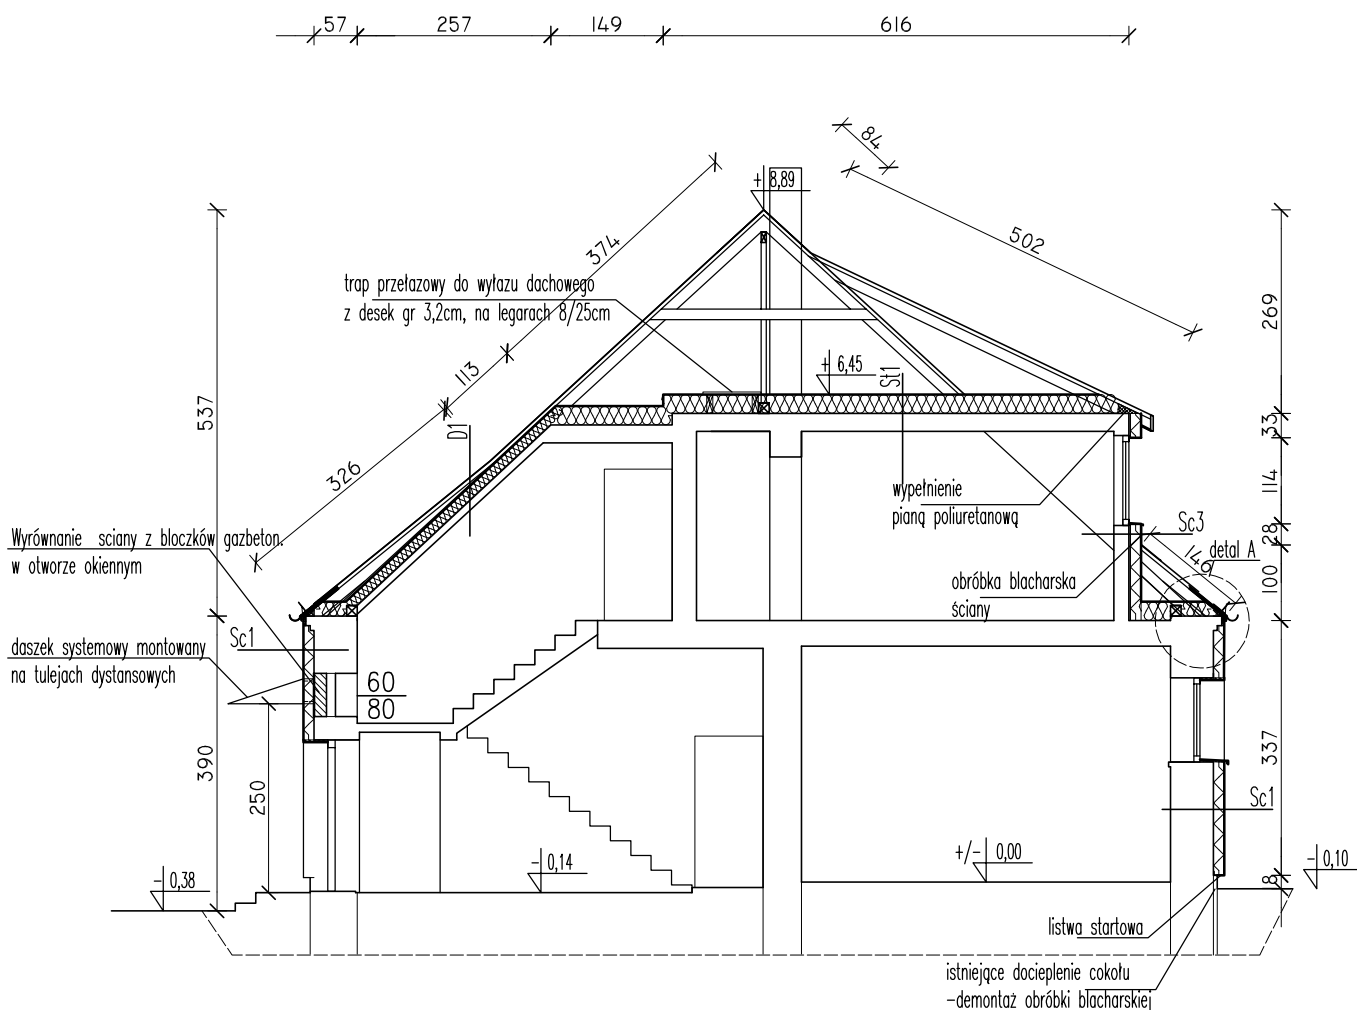 57 257 149 616
84
+ 8,89
502
374
trap przełazowy do wyłazu dachowego
z desek gr 3,2cm, na legarach 8/25cm
269
+ 6,45
St1
113
537
D1
33
326
114
wypełnienie
pianą poliuretanową
Sc3
28
Wyrównanie sciany z bloczków gazbeton.
w otworze okiennym
146
detal A
100
obróbka blacharska
ściany
Sc1
daszek systemowy montowany
na tulejach dystansowych
60
80
390
250
337
Sc1
+/- 0,00
- 0,14
- 0,10
- 0,38
8
listwa startowa
istniejące docieplenie cokołu
-demontaż obróbki blacharskiej